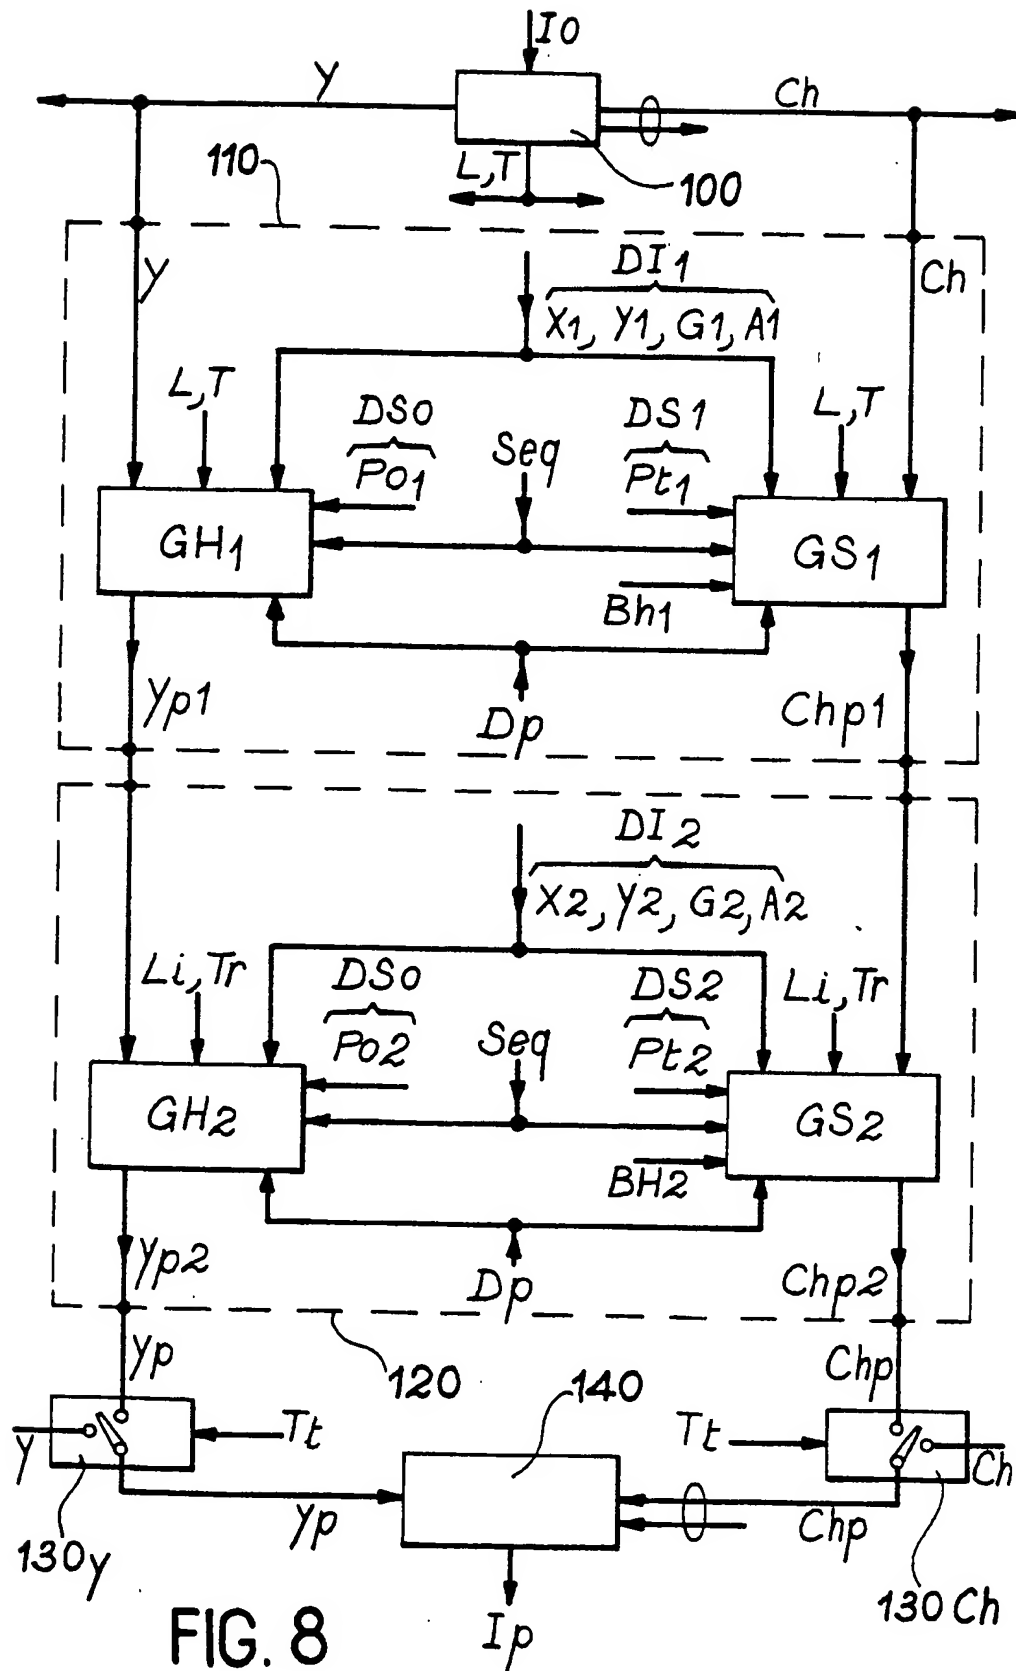 Io
Y
Ch
L,T
100
110
Y
DI1
X1, Y1, G1, A1
Ch
L,T
DSo
Po1
Seq
DS1
Pt1
L,T
GH1
GS1
Bh1
Yp1
Dp
Chp1
DI2
X2, Y2, G2, A2
Li,Tr
DSo
Po2
Seq
DS2
Pt2
Li,Tr
GH2
GS2
BH2
Yp2
Dp
Chp2
Yp
120
Chp
140
Y
Tt
Tt
Ch
Yp
Chp
130y
130Ch
Ip
FIG. 8